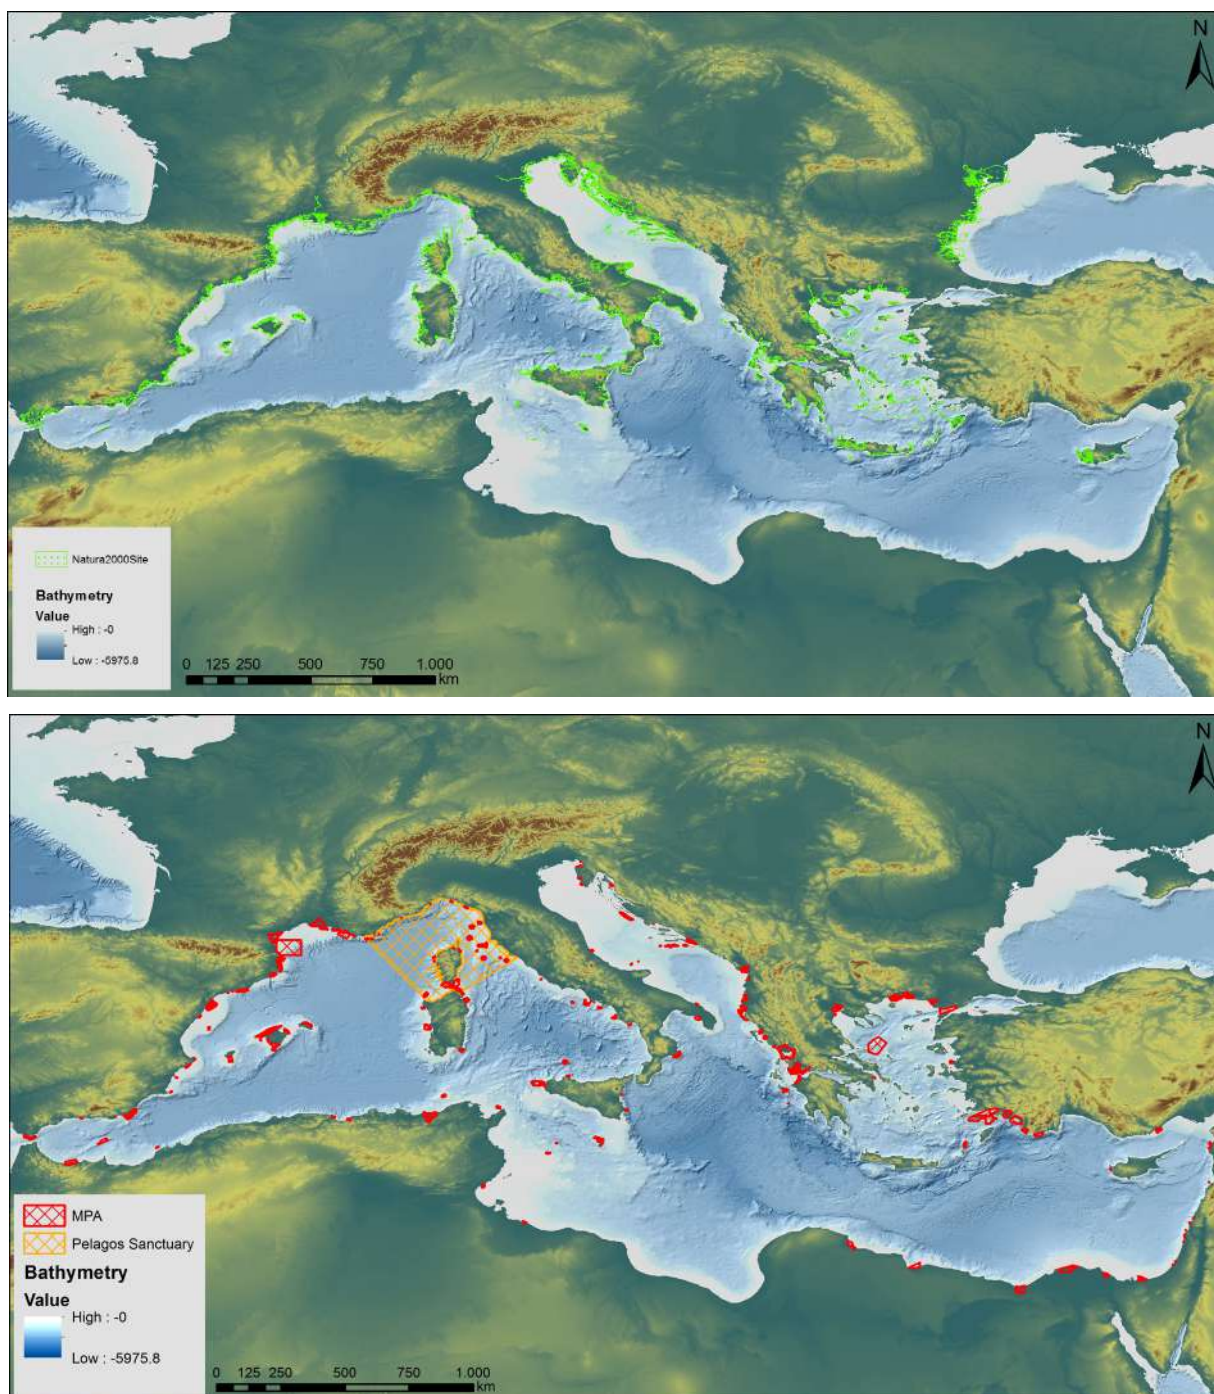 N
Natura2000Site
Bathymetry
Value
High : -0
Low : -5975.8
0 125 250 500 750 1.000
km
N
MPA
Pelagos Sanctuary
Bathymetry
Value
High : -0
Low : -5975.8
0 125 250 500 750 1.000
km